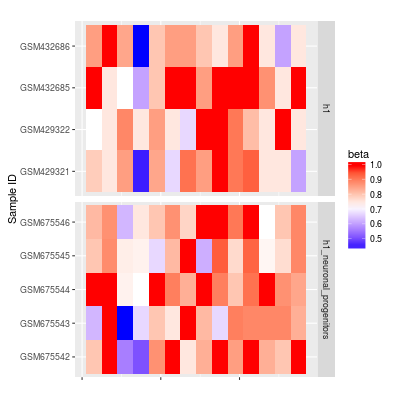 GSM432686
GSM432685
GSM429322
GSM429321
h1
GSM675546
GSM675545
GSM675544
GSM675543
GSM675542
h1_neuronal_progenitors
Sample ID
beta
1.0
0.9
0.8
0.7
0.6
0.5